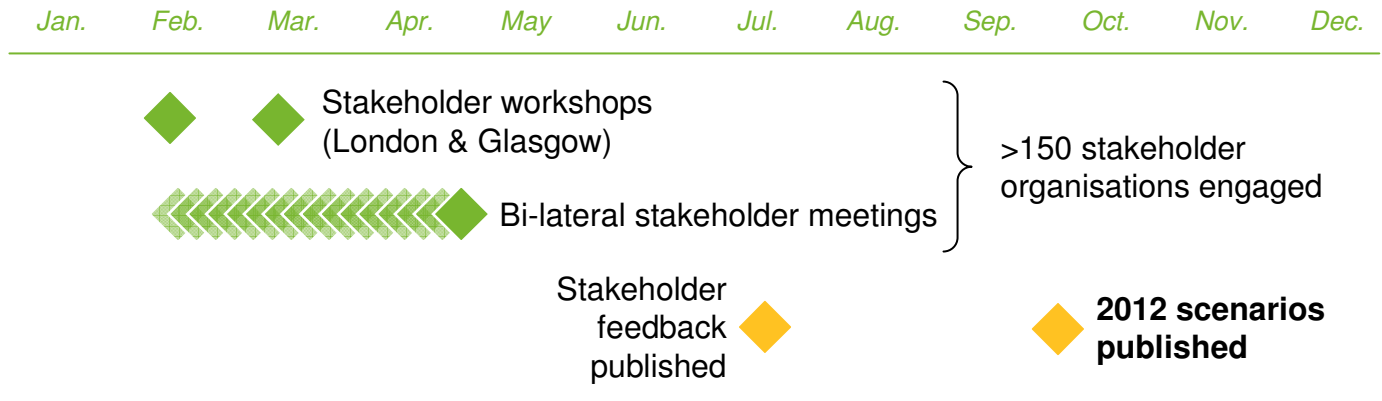 Jan. Feb. Mar. Apr. May Jun. Jul. Aug. Sep. Oct. Nov. Dec.
Stakeholder workshops
(London & Glasgow)
>150 stakeholder
organisations engaged
Bi-lateral stakeholder meetings
Stakeholder
feedback
published
2012 scenarios
published